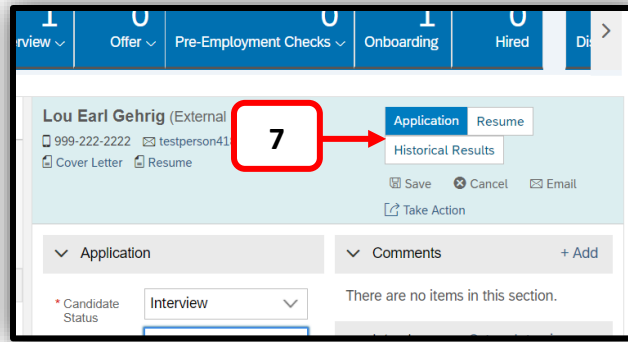 1 0 0 1 0
rview Offer Pre-Employment Checks Onboarding Hired
Lou Earl Gehrig (External
999-222-2222 testperson41
Cover Letter Resume
7
Application Resume
Historical Results
Save Cancel Email
Take Action
Application
Comments + Add
* Candidate Status
Interview
There are no items in this section.